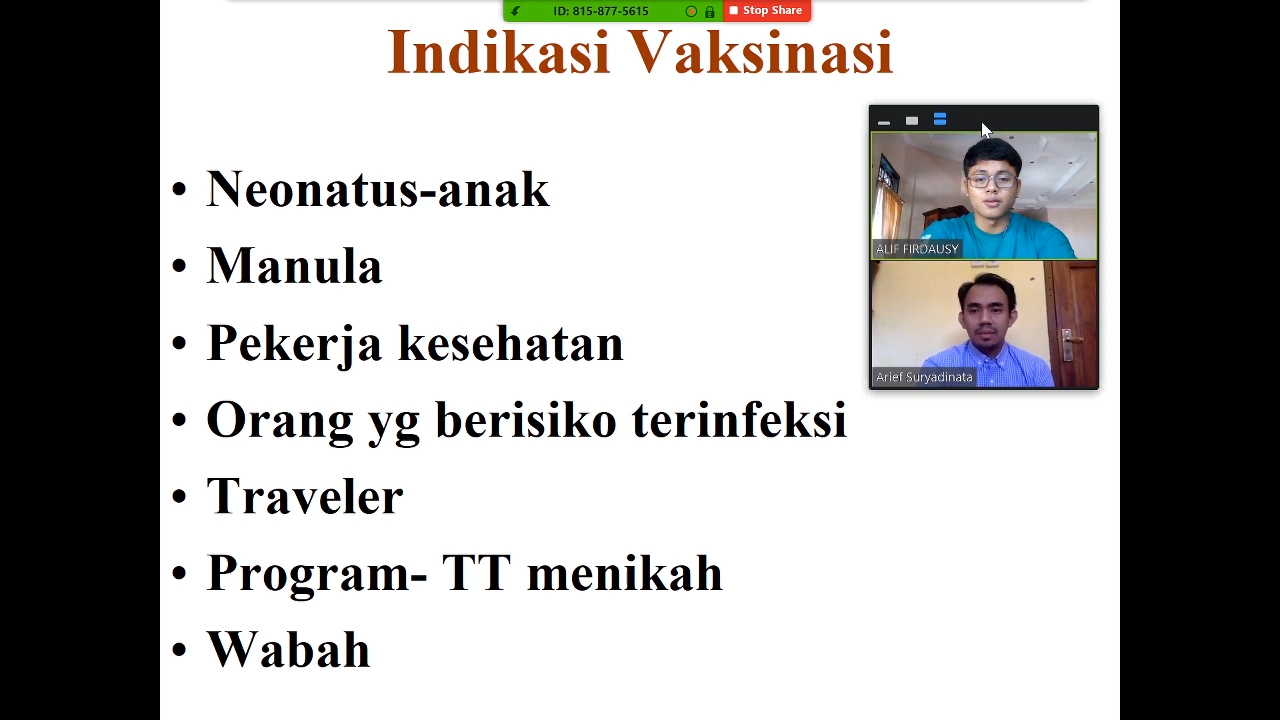 ID: 815-877-5615
Stop Share
Indikasi Vaksinasi
• Neonatus-anak
• Manula
• Pekerja kesehatan
• Orang yg berisiko terinfeksi
• Traveler
• Program- TT menikah
• Wabah
ALIF FIRDAUSY
Arief Suryadinata